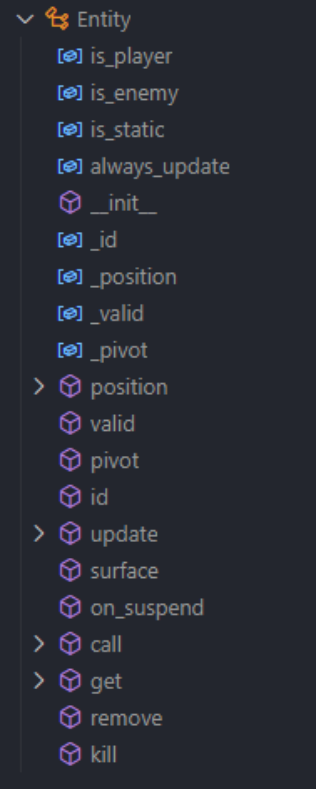 Entity
is_player
is_enemy
is_static
always_update
__init__
_id
_position
_valid
_pivot
position
valid
pivot
id
update
surface
on_suspend
call
get
remove
kill